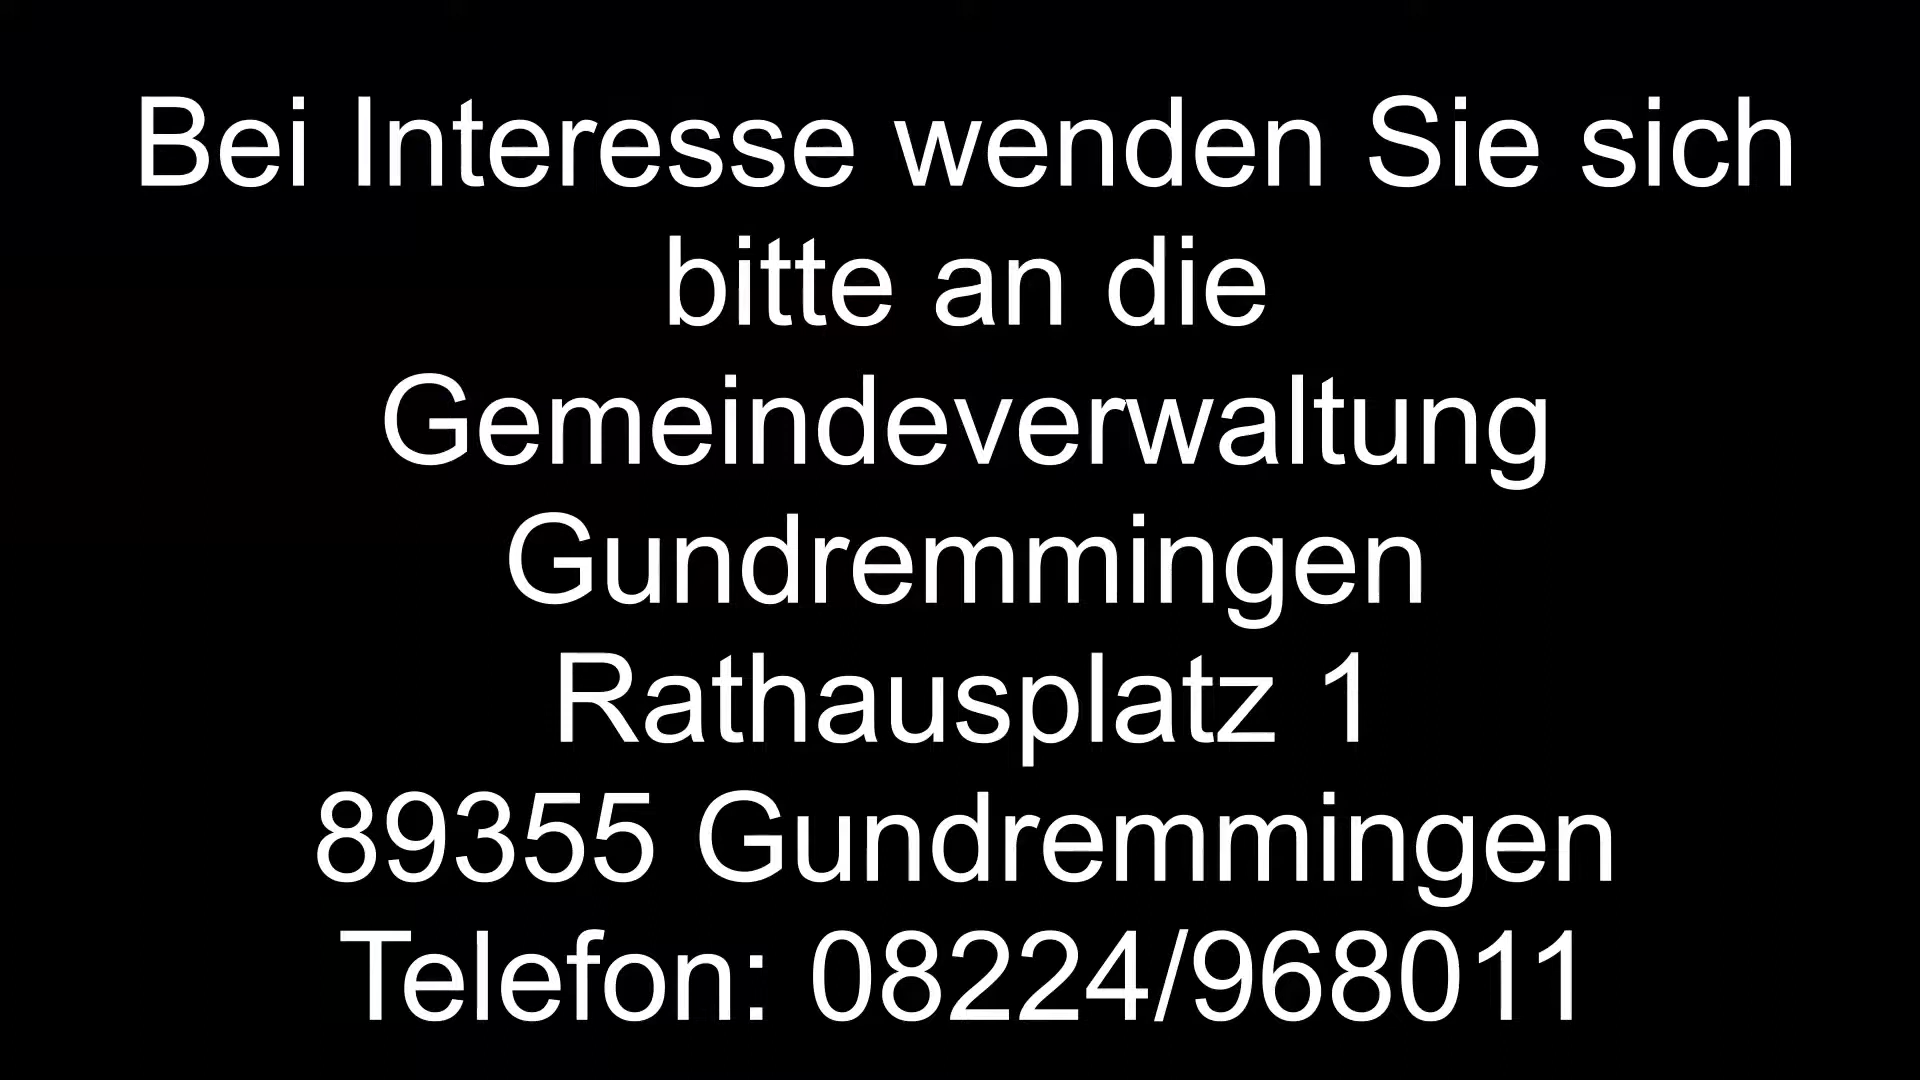 Bei Interesse wenden Sie sich
bitte an die
Gemeindeverwaltung
Gundremmingen
Rathausplatz 1
89355 Gundremmingen
Telefon: 08224/968011